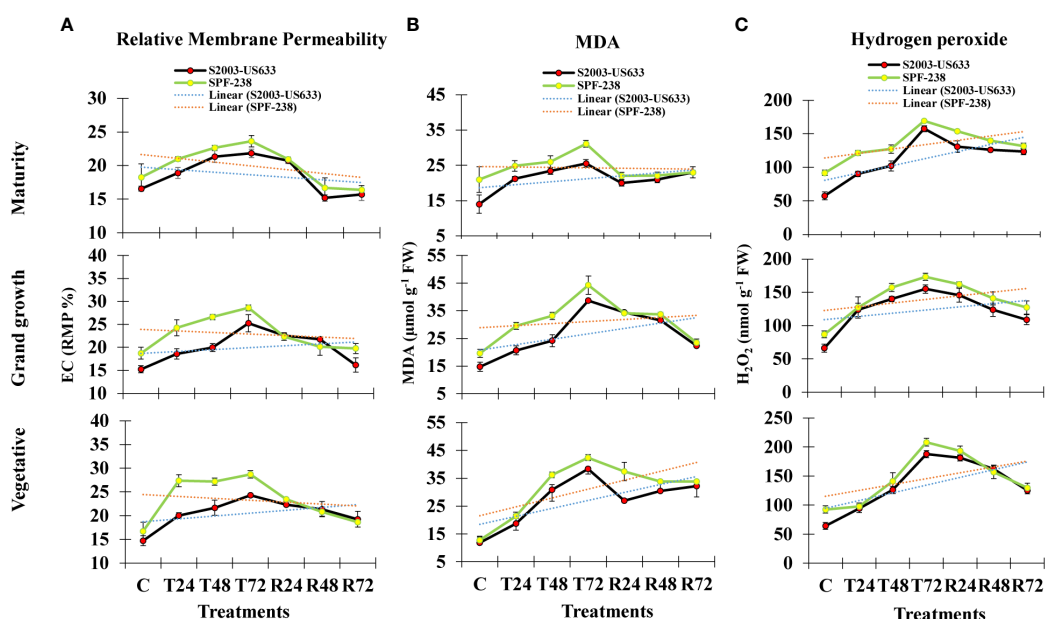 A
B
C
Relative Membrane Permeability
MDA
Hydrogen peroxide
S2003-US633
SPF-238
Linear (S2003-US633)
Linear (SPF-238)
S2003-US633
SPF-238
Linear (S2003-US633)
Linear (SPF-238)
S2003-US633
SPF-238
Linear (S2003-US633)
Linear (SPF-238)
Maturity
30
25
20
15
10
45
35
25
15
5
200
150
100
50
0
Grand growth
EC (RMP %)
40
35
30
25
20
15
10
MDA (µmol g-1 FW)
55
45
35
25
15
5
H2O2 (nmol g-1 FW)
200
150
100
50
0
Vegetative
40
35
30
25
20
15
10
55
45
35
25
15
5
250
200
150
100
50
0
C T24 T48 T72 R24 R48 R72
C T24 T48 T72 R24 R48 R72
C T24 T48 T72 R24 R48 R72
Treatments
Treatments
Treatments